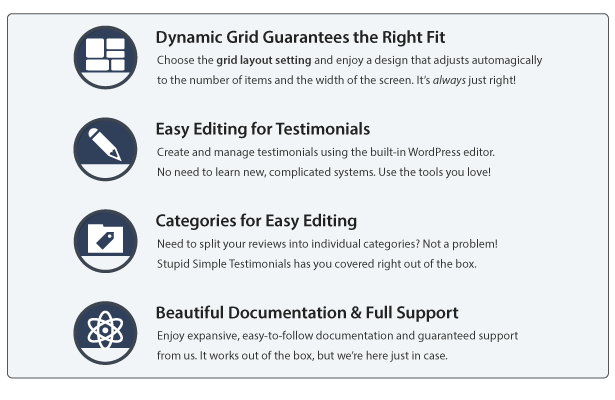 Dynamic Grid Guarantees the Right Fit
Choose the grid layout setting and enjoy a design that adjusts automagically
to the number of items and the width of the screen. It's always just right!
Easy Editing for Testimonials
Create and manage testimonials using the built-in WordPress editor.
No need to learn new, complicated systems. Use the tools you love!
Categories for Easy Editing
Need to split your reviews into individual categories? Not a problem!
Stupid Simple Testimonials has you covered right out of the box.
Beautiful Documentation & Full Support
Enjoy expansive, easy-to-follow documentation and guaranteed support
from us. It works out of the box, but we're here just in case.